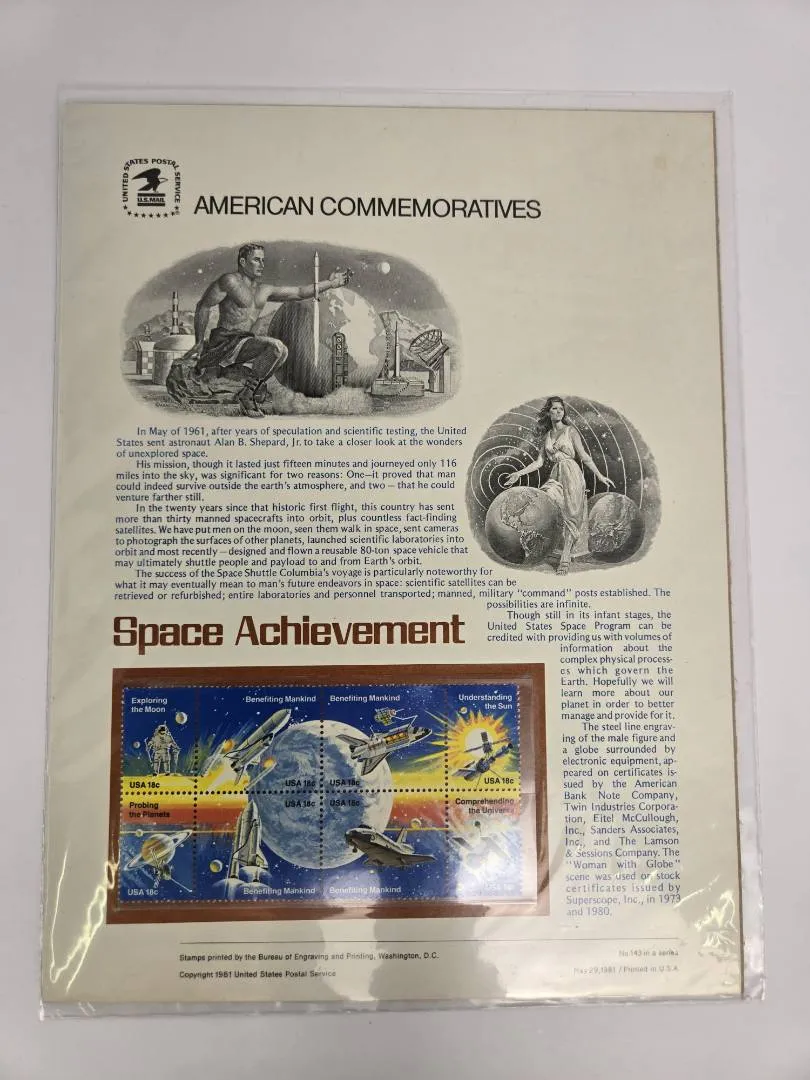 UNITED STATES POSTAL SERVICE
U.S.MAIL
AMERICAN COMMEMORATIVES
In May of 1961, after years of speculation and scientific testing, the United
States sent astronaut Alan B. Shepard, Jr. to take a closer look at the wonders
of unexplored space.
His mission, though it lasted just fifteen minutes and journeyed only 116
miles into the sky, was significant for two reasons: One—it proved that man
could indeed survive outside the earth's atmosphere, and two — that he could
venture farther still.
In the twenty years since that historic first flight, this country has sent
more than thirty manned spacecrafts into orbit, plus countless fact-finding
satellites. We have put men on the moon, seen them walk in space, sent cameras
to photograph the surfaces of other planets, launched scientific laboratories into
orbit and most recently — designed and flown a reusable 80-ton space vehicle that
may ultimately shuttle people and payload to and from Earth's orbit.
The success of the Space Shuttle Columbia's voyage is particularly noteworthy for
what it may eventually mean to man's future endeavors in space: scientific satellites can be
retrieved or refurbished; entire laboratories and personnel transported; manned, military "command" posts established. The
possibilities are infinite.
Though still in its infant stages, the
United States Space Program can be
credited with providing us with volumes of
information about the
complex physical process-
es which govern the
Earth. Hopefully we will
learn more about our
planet in order to better
manage and provide for it.
The steel line engrav-
ing of the male figure and
a globe surrounded by
electronic equipment, ap-
peared on certificates is-
sued by the American
Bank Note Company,
Twin Industries Corpora-
tion, Eitel McCullough,
Inc., Sanders Associates,
Inc., and The Lamson
& Sessions Company. The
"Woman with Globe"
scene was used on stock
certificates issued by
Superscope, Inc., in 1973
and 1980.
Space Achievement
Exploring
the Moon
USA 18c
Benefiting Mankind
USA 18c
Benefiting Mankind
USA 18c
Understanding
the Sun
USA 18c
Probing
the Planets
USA 18c
USA 18c
Benefiting Mankind
USA 18c
Benefiting Mankind
Comprehending
the Universe
USA 18c
Stamps printed by the Bureau of Engraving and Printing, Washington, D.C.
Copyright 1981 United States Postal Service
No.143 in a series
May 29,1981 / Printed in U.S.A.